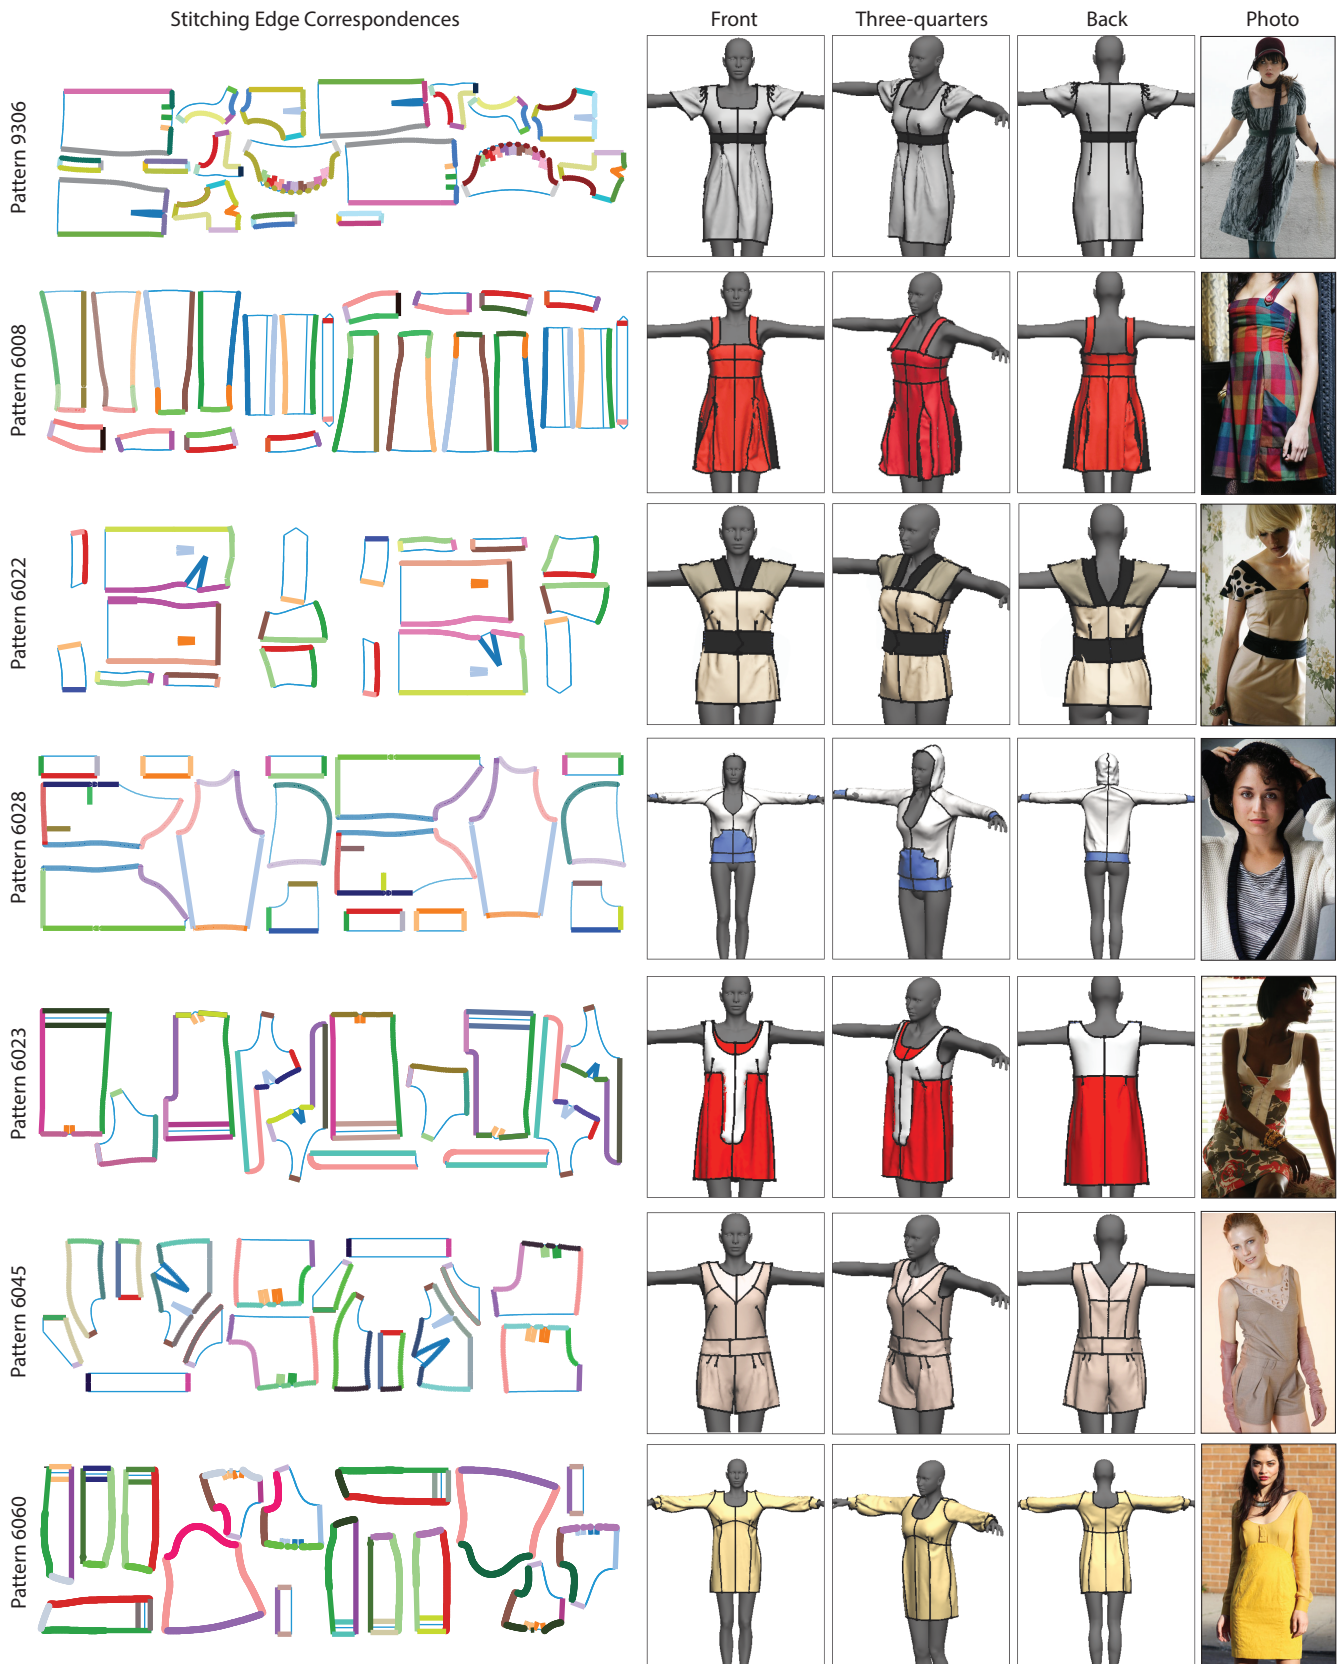 Stitching Edge Correspondences Front Three-quarters Back Photo
Pattern 9306
Pattern 6008
Pattern 6022
Pattern 6028
Pattern 6023
Pattern 6045
Pattern 6060